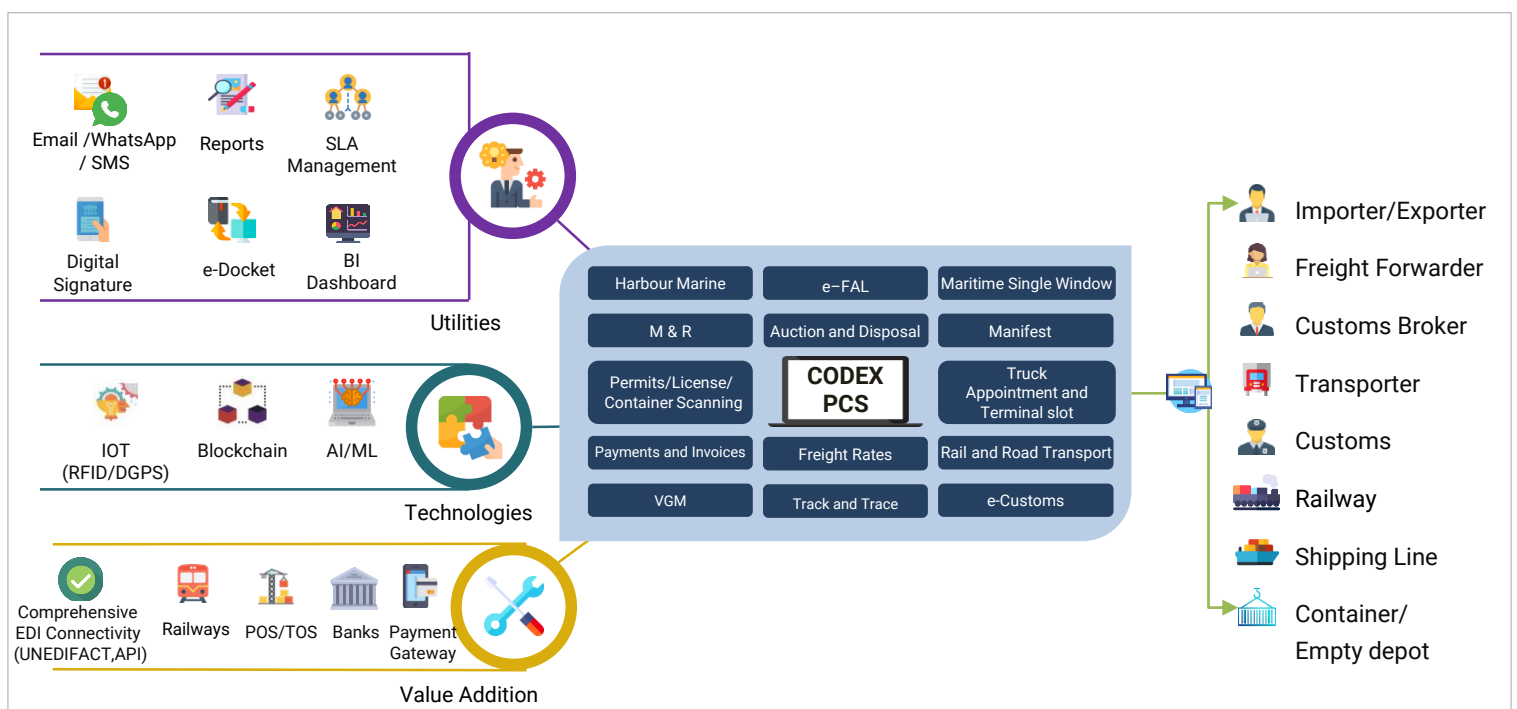 1
Email /WhatsApp
/ SMS
Reports
SLA
Management
Digital
Signature
e-Docket
BI
Dashboard
Utilities
IOT
(RFID/DGPS)
Blockchain
AI/ML
Technologies
Comprehensive
EDI Connectivity
(UNEDIFACT,API)
Railways
POS/TOS
Banks
Payment
Gateway
Value Addition
Harbour Marine
e–FAL
Maritime Single Window
M & R
Auction and Disposal
Manifest
Permits/License/
Container Scanning
CODEX
PCS
Truck
Appointment and
Terminal slot
Payments and Invoices
Freight Rates
Rail and Road Transport
VGM
Track and Trace
e-Customs
Importer/Exporter
Freight Forwarder
Customs Broker
Transporter
Customs
Railway
Shipping Line
Container/
Empty depot